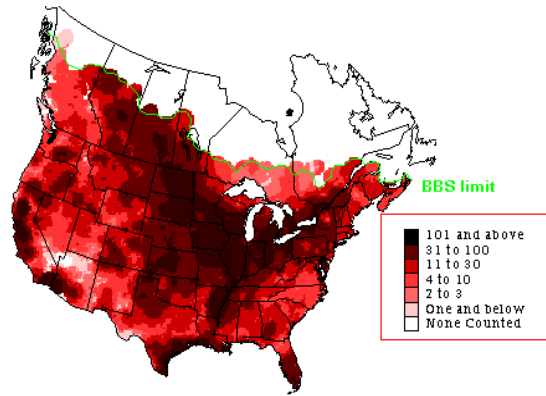 BBS limit
101 and above
31 to 100
11 to 30
4 to 10
2 to 3
One and below
None Counted